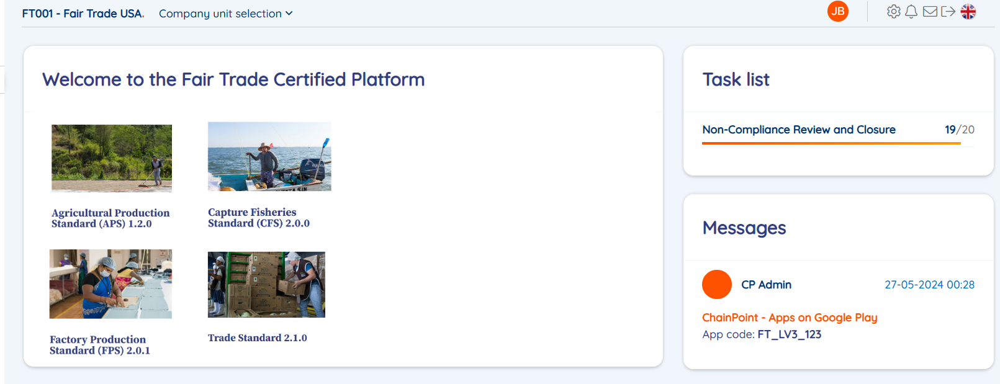 FT001 - Fair Trade USA. Company unit selection
JB
Welcome to the Fair Trade Certified Platform
Agricultural Production
Standard (APS) 1.2.0
Capture Fisheries
Standard (CFS) 2.0.0
Factory Production
Standard (FPS) 2.0.1
Trade Standard 2.1.0
Task list
Non-Compliance Review and Closure 19/20
Messages
CP Admin 27-05-2024 00:28
ChainPoint - Apps on Google Play
App code: FT_LV3_123